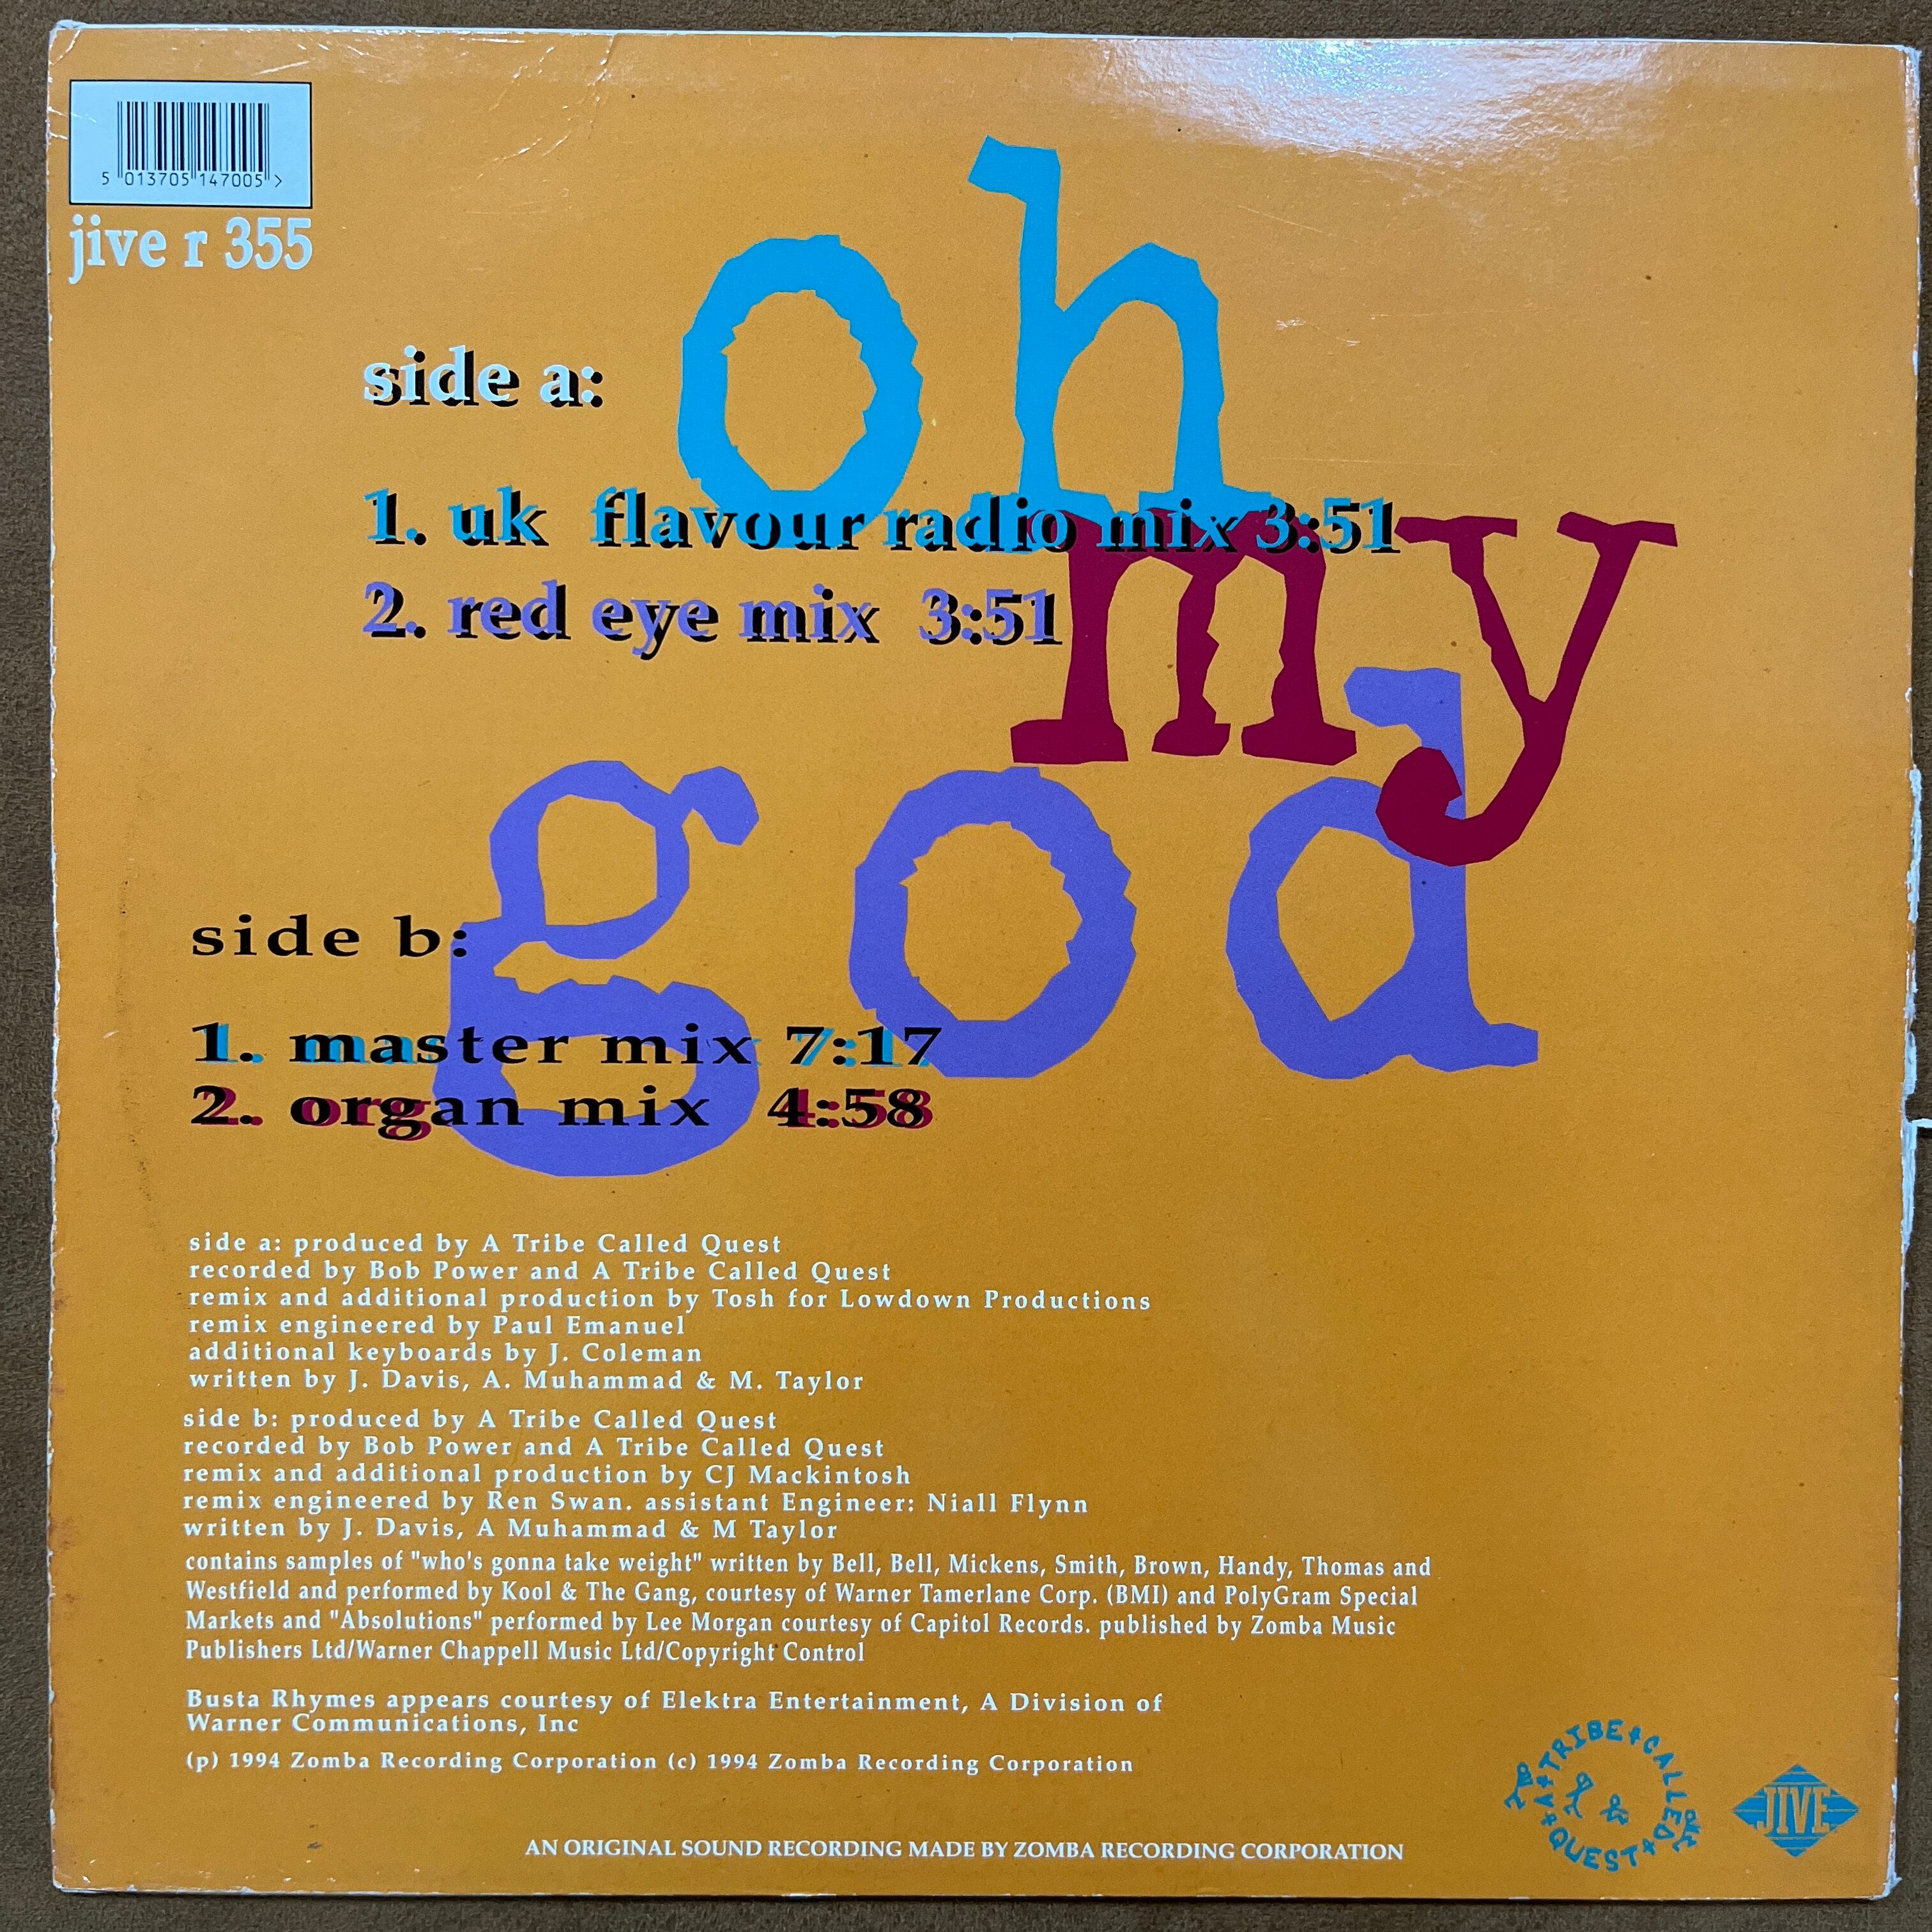 5 013705 147005 >
jive r 355
oh
my
god
side a:
1. uk flavour radio mix 3:51
2. red eye mix 3:51
side b:
1. master mix 7:17
2. organ mix 4:58
side a: produced by A Tribe Called Quest
recorded by Bob Power and A Tribe Called Quest
remix and additional production by Tosh for Lowdown Productions
remix engineered by Paul Emanuel
additional keyboards by J. Coleman
written by J. Davis, A. Muhammad & M. Taylor
side b: produced by A Tribe Called Quest
recorded by Bob Power and A Tribe Called Quest
remix and additional production by CJ Mackintosh
remix engineered by Ren Swan. assistant Engineer: Niall Flynn
written by J. Davis, A Muhammad & M Taylor
contains samples of "who's gonna take weight" written by Bell, Bell, Mickens, Smith, Brown, Handy, Thomas and
Westfield and performed by Kool & The Gang, courtesy of Warner Tamerlane Corp. (BMI) and PolyGram Special
Markets and "Absolutions" performed by Lee Morgan courtesy of Capitol Records. published by Zomba Music
Publishers Ltd/Warner Chappell Music Ltd/Copyright Control
Busta Rhymes appears courtesy of Elektra Entertainment, A Division of
Warner Communications, Inc
(p) 1994 Zomba Recording Corporation (c) 1994 Zomba Recording Corporation
A TRIBE CALLED QUEST
JIVE
AN ORIGINAL SOUND RECORDING MADE BY ZOMBA RECORDING CORPORATION